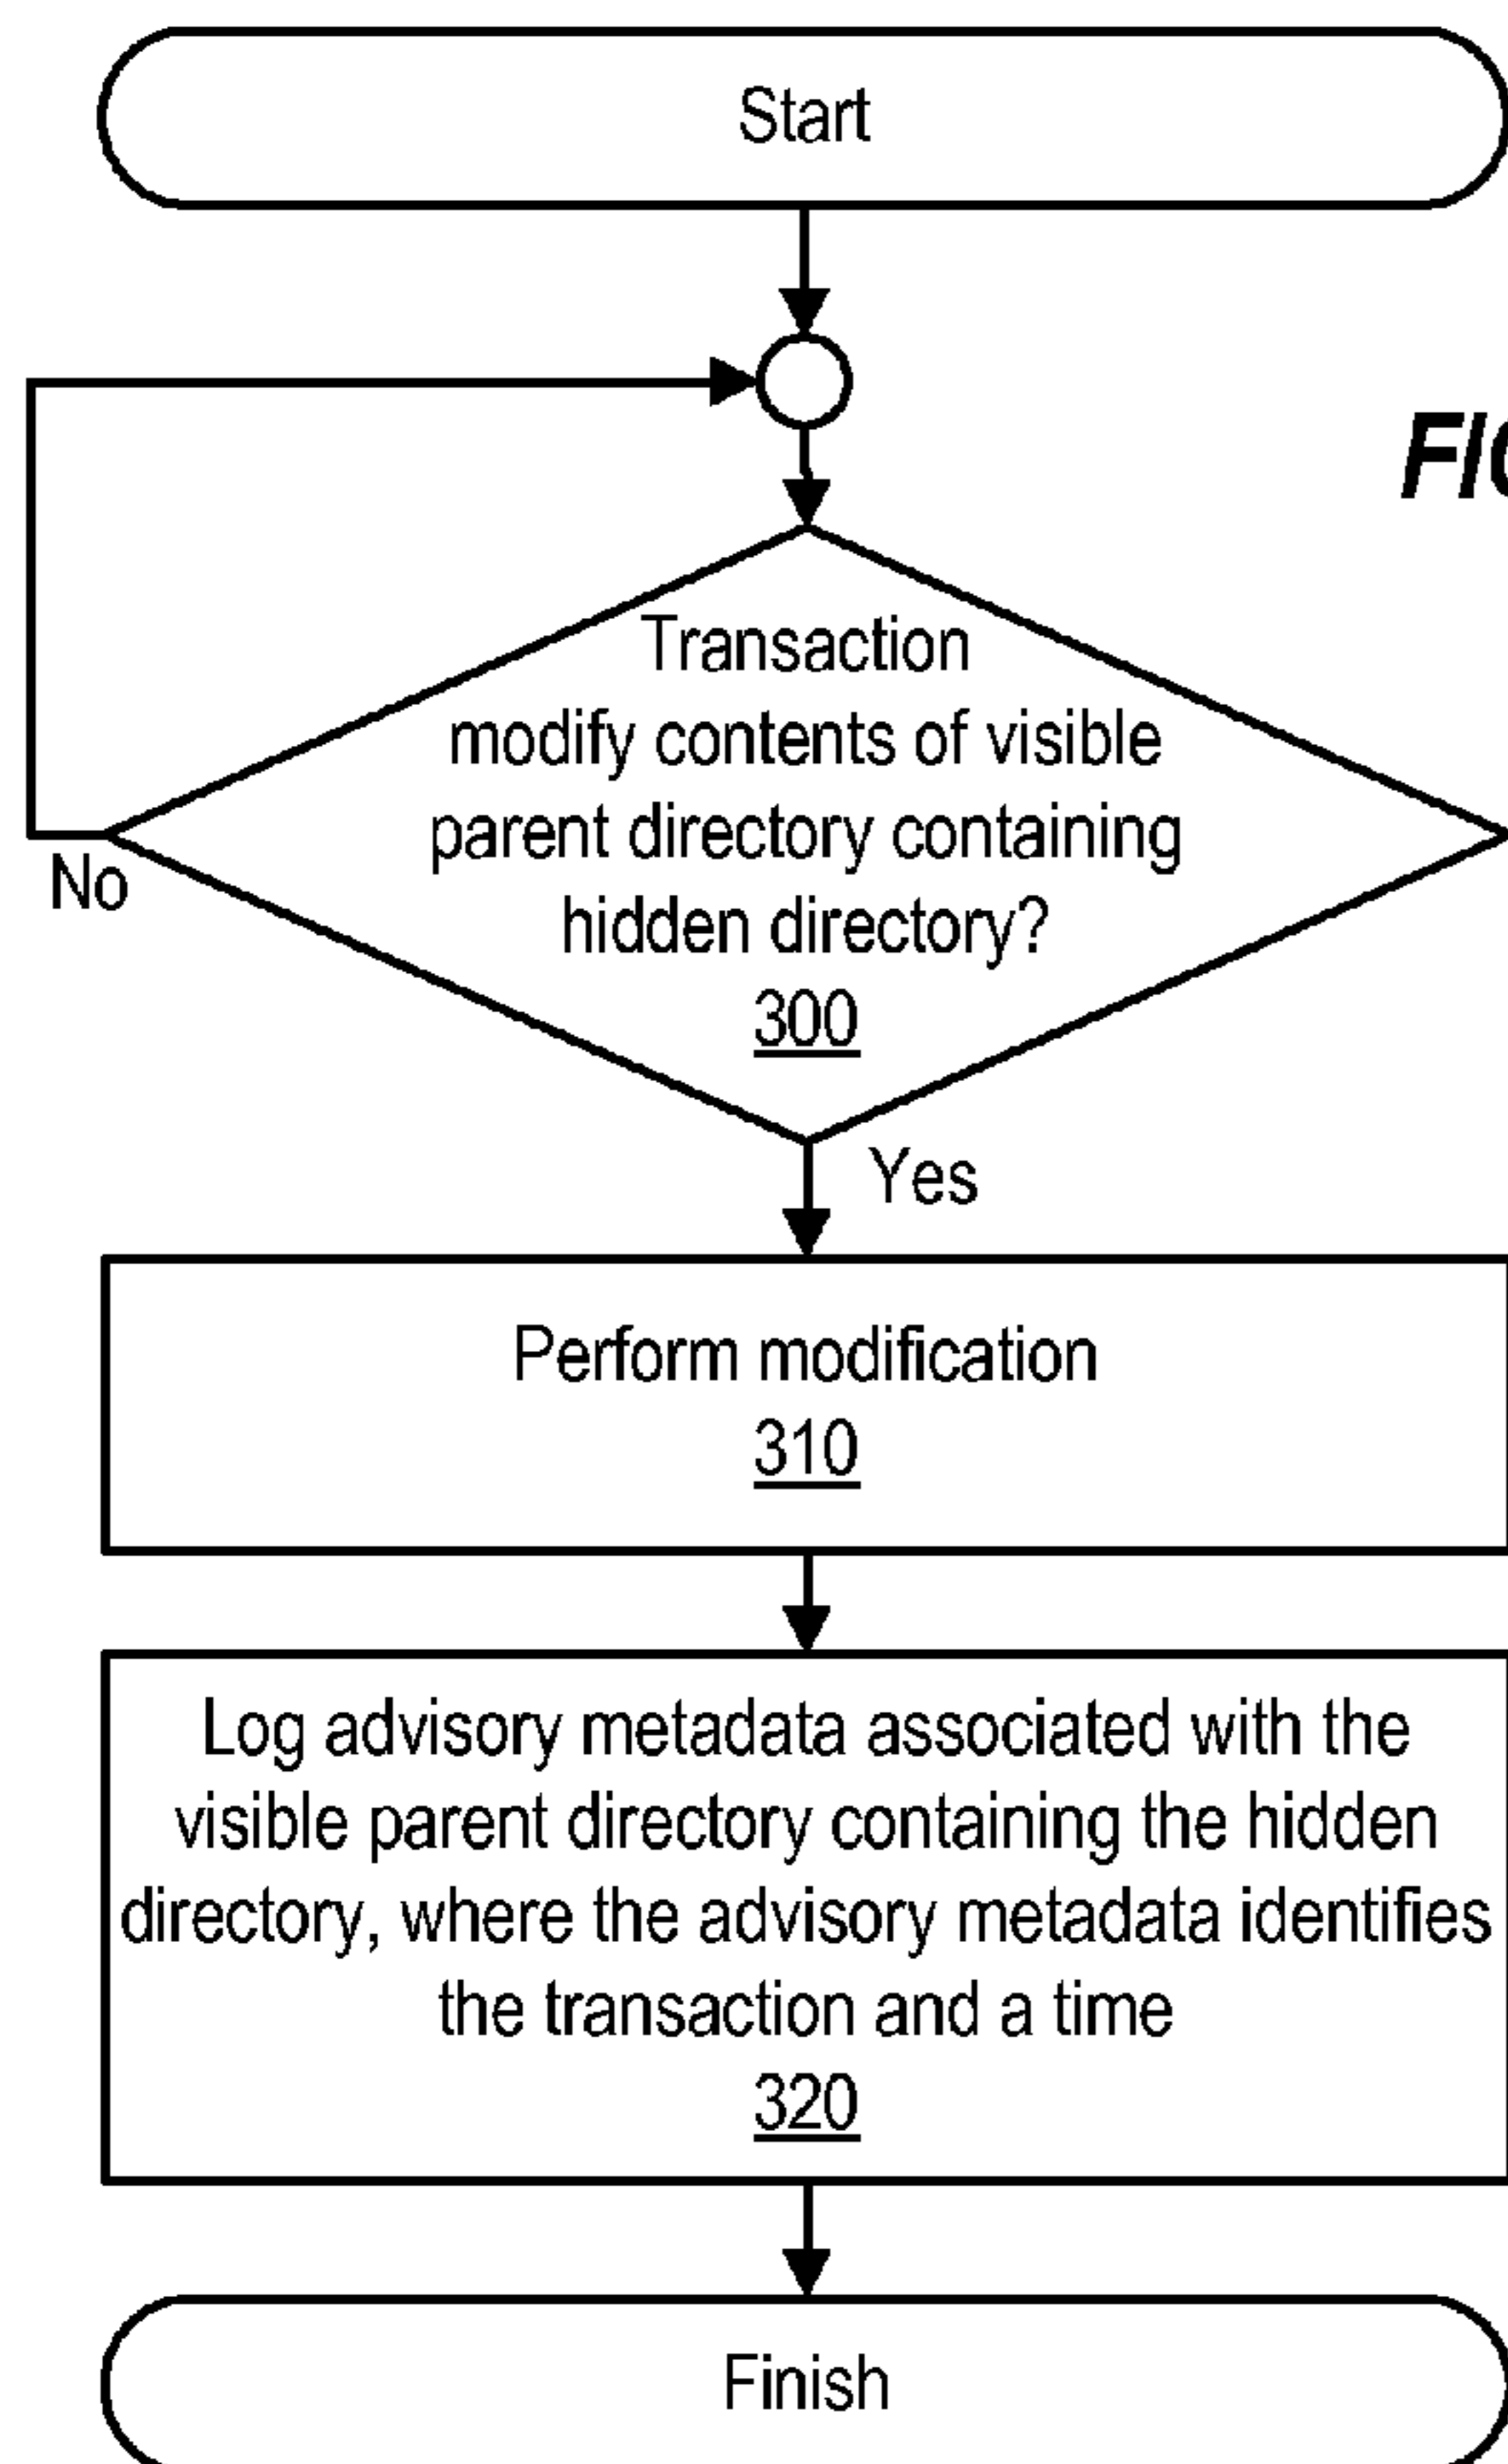 Start
Transaction
modify contents of visible
parent directory containing
hidden directory?
300
No
Yes
Perform modification
310
Log advisory metadata associated with the
visible parent directory containing the hidden
directory, where the advisory metadata identifies
the transaction and a time
320
Finish